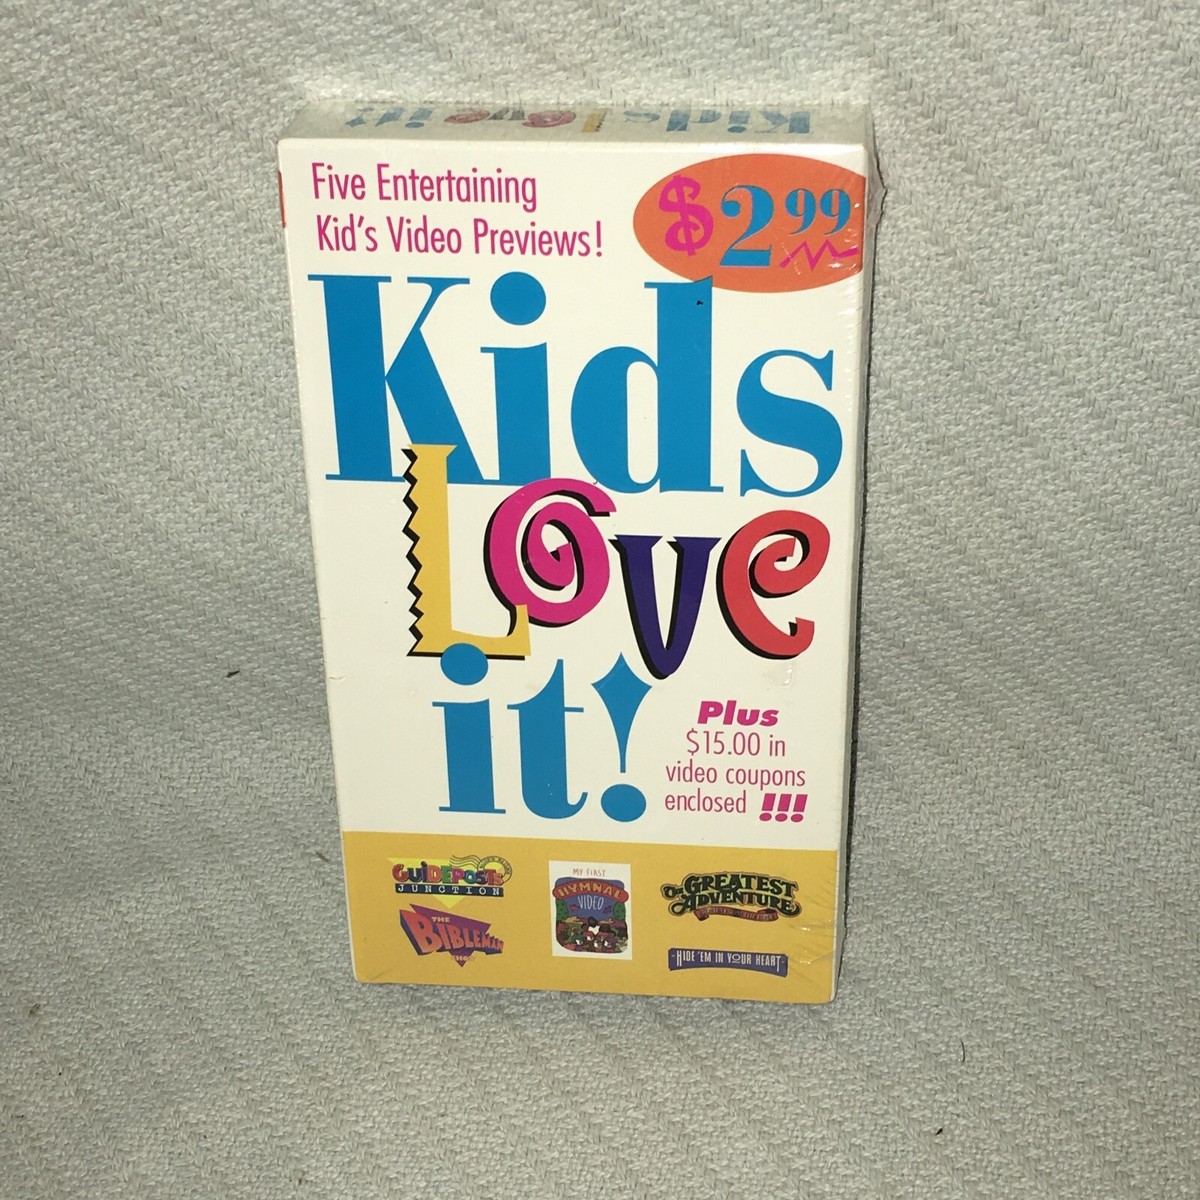 Kids Love it!
Five Entertaining
Kid's Video Previews!
$2.99
Kids
Love
it!
Plus
$15.00 in
video coupons
enclosed !!!
GUiDEPOSTS
JUNCTION
THE
BIBLEMAN
SHOW
MY FIRST
HYMNAL
VIDEO
GREATEST
ADVENTURE
HIDE 'EM IN YOUR HEART